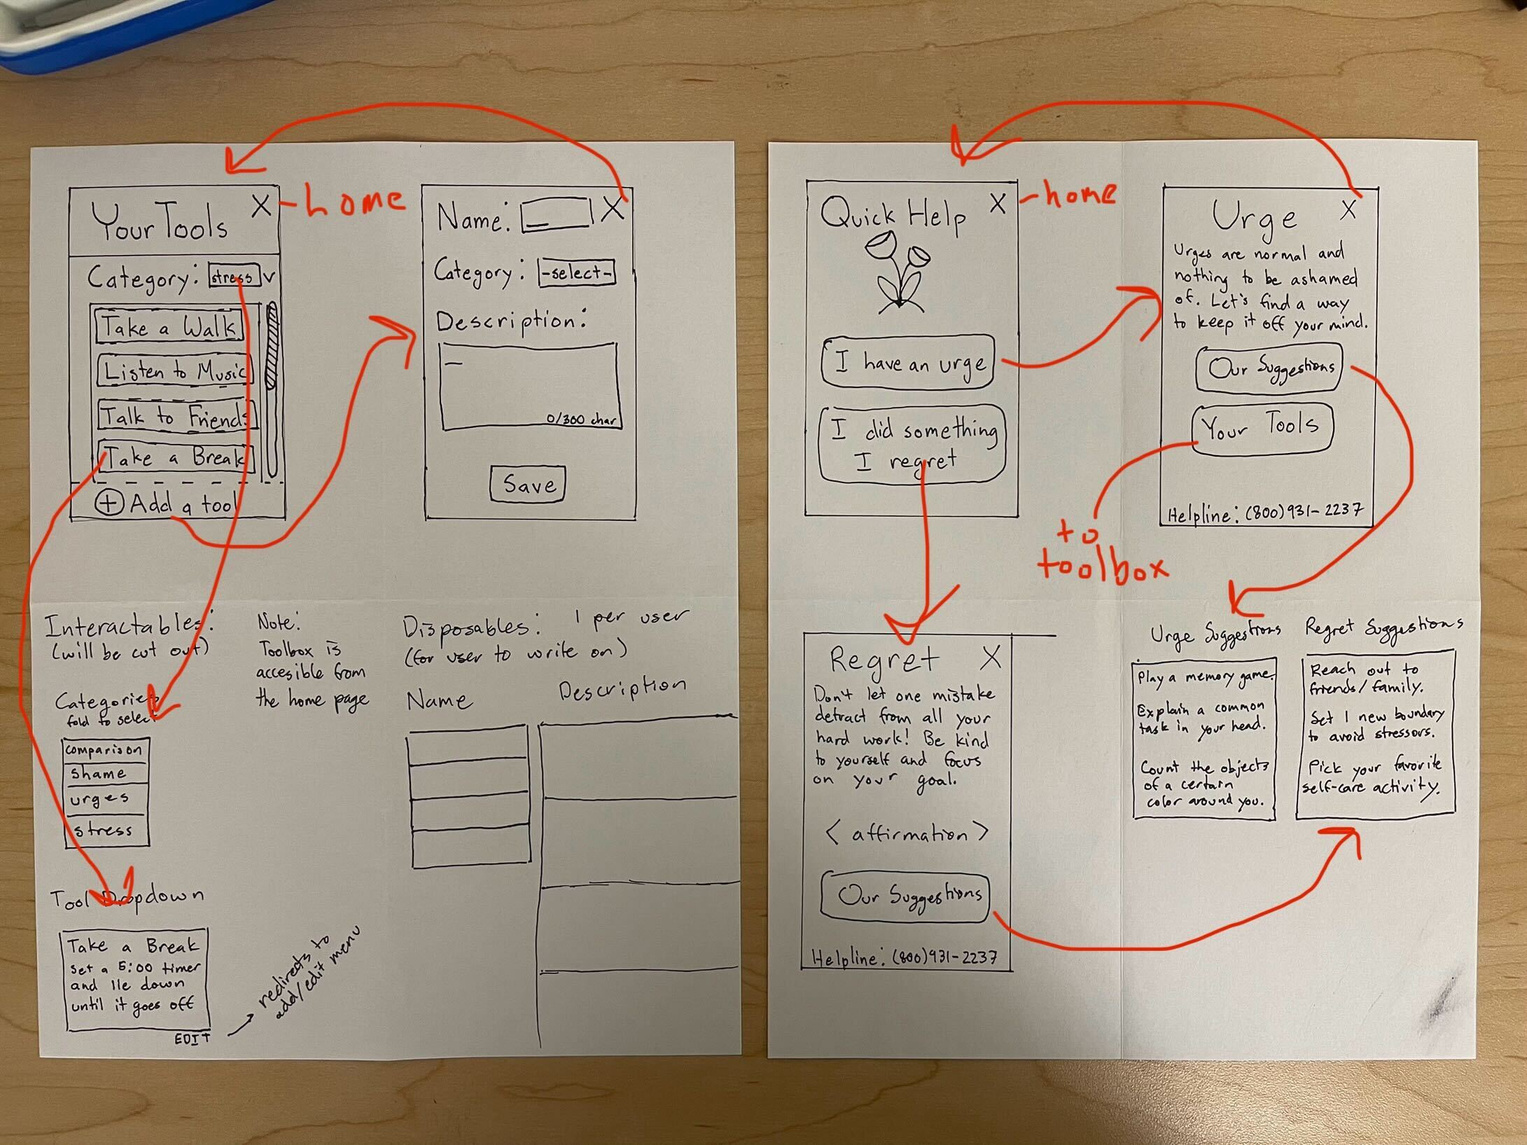 Your Tools X
home
Category: stress v
Take a Walk
Listen to Music
Talk to Friends
Take a Break
+ Add a tool
Name: X
Category: -select-
Description:
0/300 char
Save
Interactables:
(will be cut out)
Categories
fold to select
comparison
shame
urges
stress
Tool Dropdown
Take a Break
set a 5:00 timer
and lie down
until it goes off
EDIT
redirects to
add/edit menu
Note:
Toolbox is
accesible from
the home page
Disposables: 1 per user
(for user to write on)
Name
Description
Quick Help X
home
I have an urge
I did something
I regret
Urge X
Urges are normal and
nothing to be ashamed
of. Let's find a way
to keep it off your mind.
Our Suggestions
Your Tools
Helpline: (800)931-2237
to
toolbox
Regret X
Don't let one mistake
detract from all your
hard work! Be kind
to yourself and focus
on your goal.
< affirmation >
Our Suggestions
Helpline: (800)931-2237
Urge Suggestions
Play a memory game.
Explain a common
task in your head.
Count the objects
of a certain
color around you.
Regret Suggestions
Reach out to
friends/family.
Set 1 new boundary
to avoid stressors.
Pick your favorite
self-care activity.